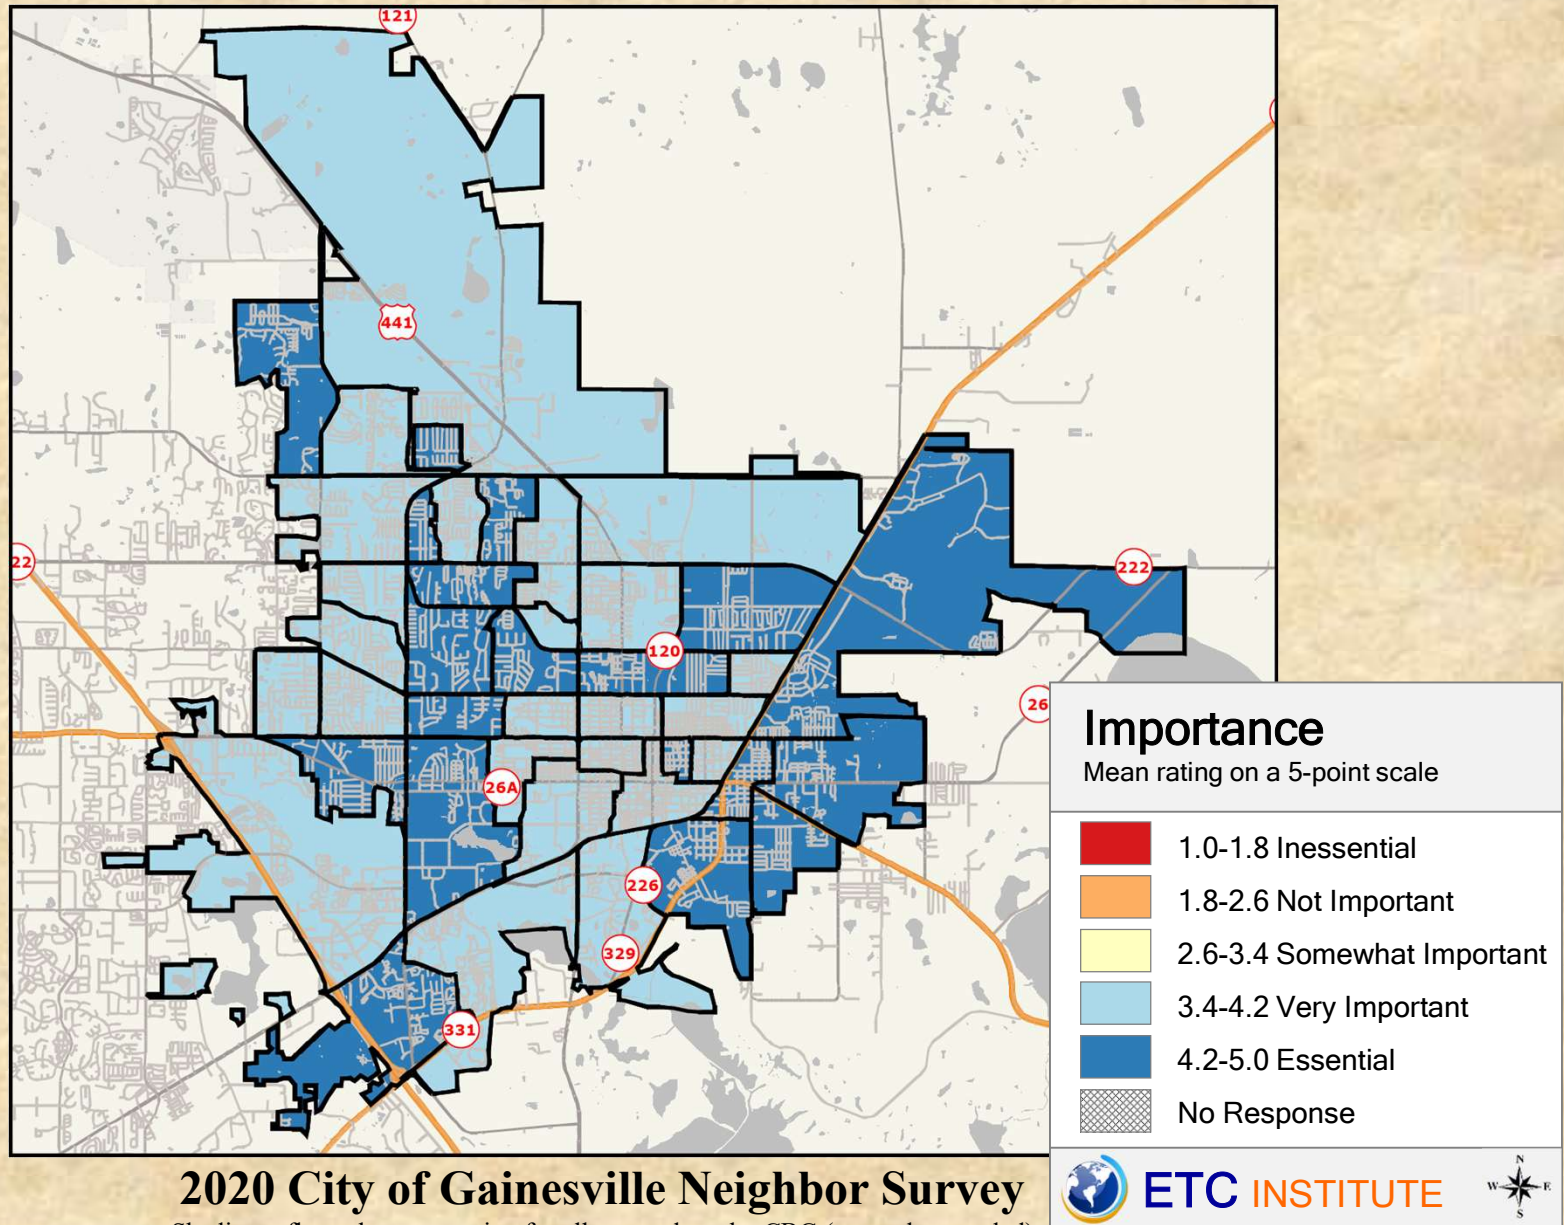 121
441
22
222
120
26
26A
226
329
331
Importance
Mean rating on a 5-point scale
1.0-1.8 Inessential
1.8-2.6 Not Important
2.6-3.4 Somewhat Important
3.4-4.2 Very Important
4.2-5.0 Essential
No Response
ETC INSTITUTE
N
W E
S
2020 City of Gainesville Neighbor Survey